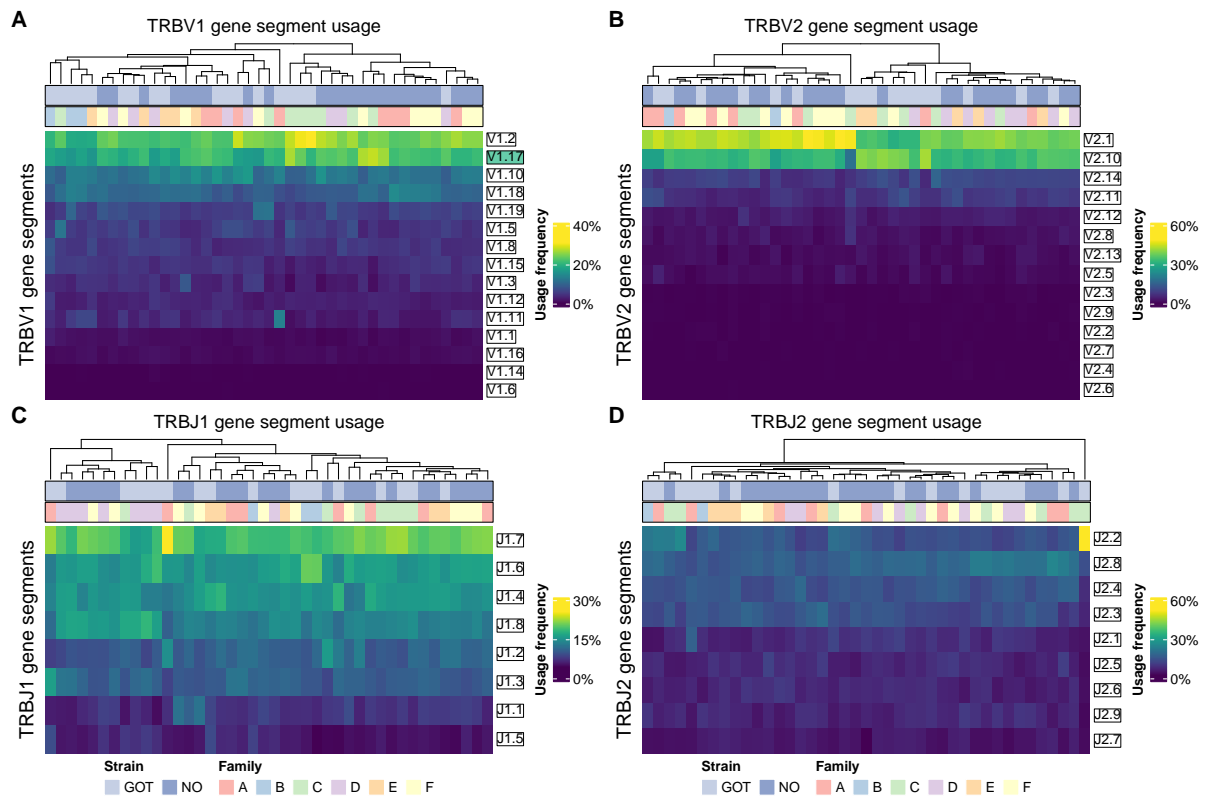 A
TRBV1 gene segment usage
TRBV1 gene segments
V1.2
V1.17
V1.10
V1.18
V1.19
V1.5
V1.8
V1.15
V1.3
V1.12
V1.11
V1.1
V1.16
V1.14
V1.6
Usage frequency
40%
20%
0%
B
TRBV2 gene segment usage
TRBV2 gene segments
V2.1
V2.10
V2.14
V2.11
V2.12
V2.8
V2.13
V2.5
V2.3
V2.9
V2.2
V2.7
V2.4
V2.6
Usage frequency
60%
30%
0%
C
TRBJ1 gene segment usage
TRBJ1 gene segments
J1.7
J1.6
J1.4
J1.8
J1.2
J1.3
J1.1
J1.5
Usage frequency
30%
15%
0%
Strain
Family
GOT NO A B C D E F
D
TRBJ2 gene segment usage
TRBJ2 gene segments
J2.2
J2.8
J2.4
J2.3
J2.1
J2.5
J2.6
J2.9
J2.7
Usage frequency
60%
30%
0%
Strain
Family
GOT NO A B C D E F